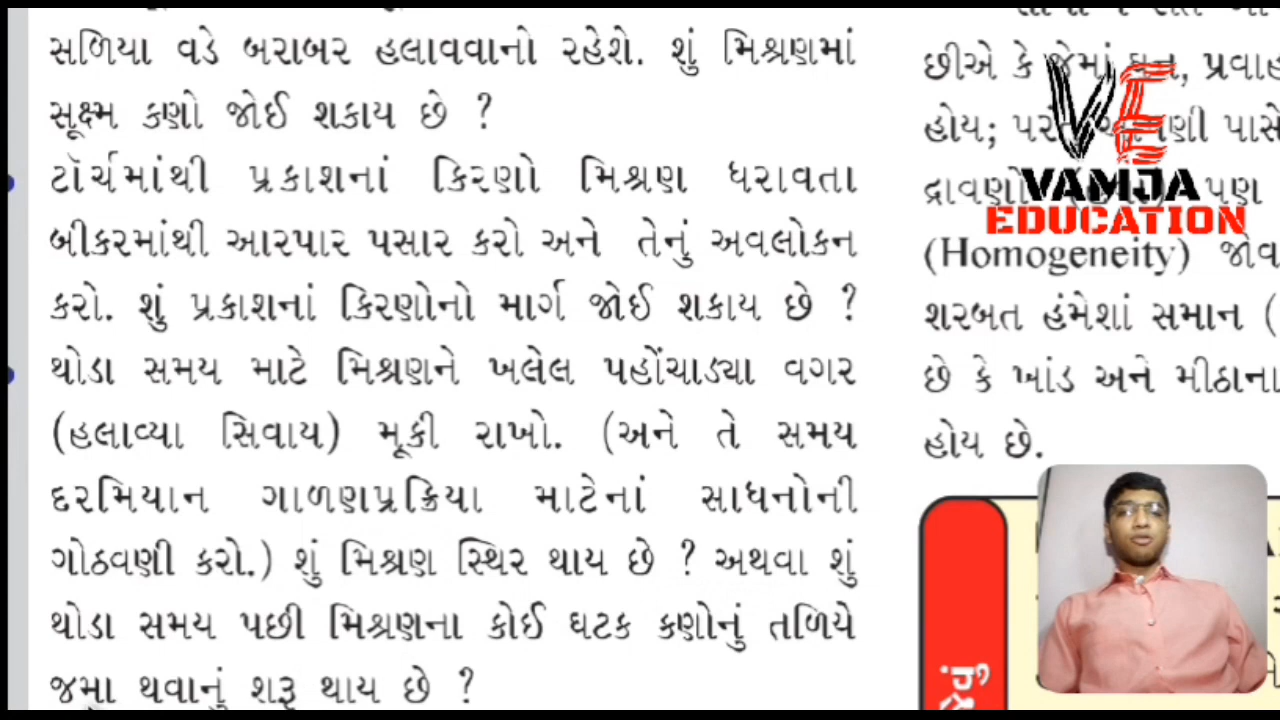 સળિયા વડે બરાબર હલાવવાનો રહેશે. શું મિશ્રણમાં
સૂક્ષ્મ કણો જોઈ શકાય છે ?
ટૉર્ચમાંથી પ્રકાશનાં કિરણો મિશ્રણ ધરાવતા
બીકરમાંથી આરપાર પસાર કરો અને તેનું અવલોકન
કરો. શું પ્રકાશનાં કિરણોનો માર્ગ જોઈ શકાય છે ?
થોડા સમય માટે મિશ્રણને ખલેલ પહોંચાડ્યા વગર
(હલાવ્યા સિવાય) મૂકી રાખો. (અને તે સમય
દરમિયાન ગાળણપ્રક્રિયા માટેનાં સાધનોની
ગોઠવણી કરો.) શું મિશ્રણ સ્થિર થાય છે ? અથવા શું
થોડા સમય પછી મિશ્રણના કોઈ ઘટક કણોનું તળિયે
જમા થવાનું શરૂ થાય છે ?
છીએ કે જેમાં ઘન,
હોય; પાસે
પણ
(Homogeneity)
શરબત હંમેશાં સમાન (
છે કે ખાંડ અને મીઠાના
હોય છે.
VE
VAMJA
EDUCATION